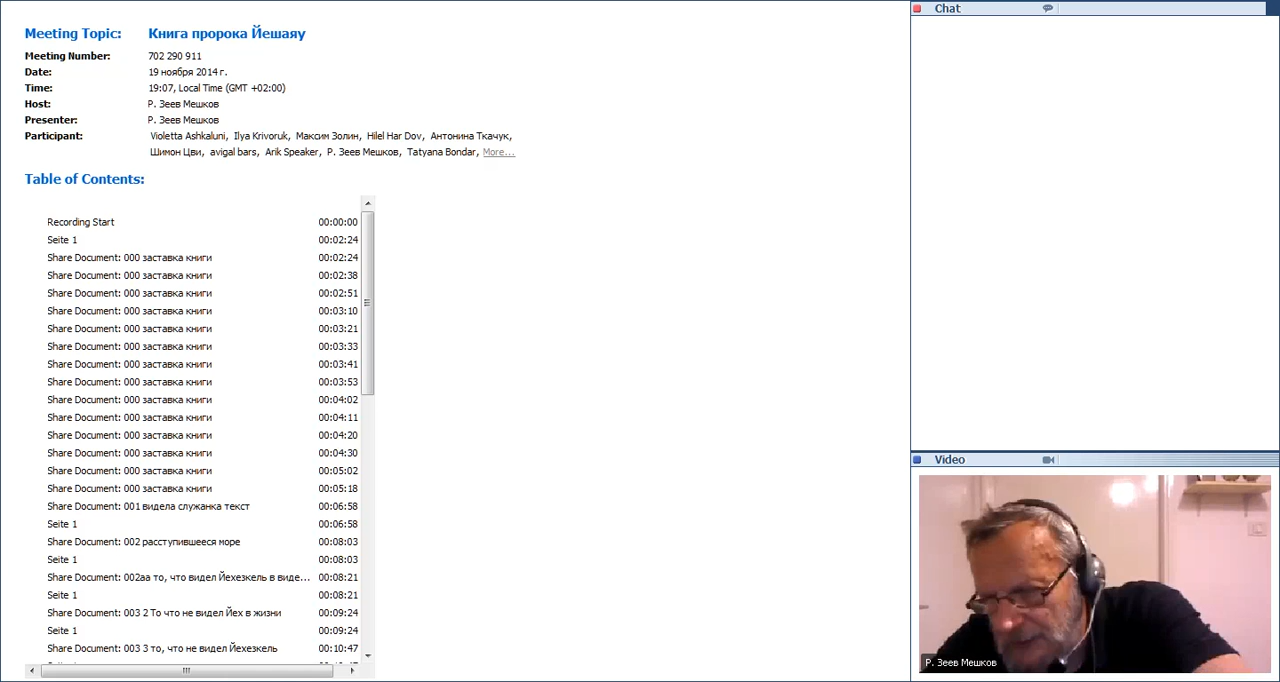 Meeting Topic: Книга пророка Йешаяу
Meeting Number: 702 290 911
Date: 19 ноября 2014 г.
Time: 19:07, Local Time (GMT +02:00)
Host: Р. Зеев Мешков
Presenter: Р. Зеев Мешков
Participant: Violetta Ashkaluni, Ilya Krivoruk, Максим Золин, Hilel Har Dov, Антонина Ткачук,
Шимон Цви, avigal bars, Arik Speaker, Р. Зеев Мешков, Tatyana Bondar, More...
Table of Contents:
Recording Start 00:00:00
Seite 1 00:02:24
Share Document: 000 заставка книги 00:02:24
Share Document: 000 заставка книги 00:02:38
Share Document: 000 заставка книги 00:02:51
Share Document: 000 заставка книги 00:03:10
Share Document: 000 заставка книги 00:03:21
Share Document: 000 заставка книги 00:03:33
Share Document: 000 заставка книги 00:03:41
Share Document: 000 заставка книги 00:03:53
Share Document: 000 заставка книги 00:04:02
Share Document: 000 заставка книги 00:04:11
Share Document: 000 заставка книги 00:04:20
Share Document: 000 заставка книги 00:04:30
Share Document: 000 заставка книги 00:05:02
Share Document: 000 заставка книги 00:05:18
Share Document: 001 видела служанка текст 00:06:58
Seite 1 00:06:58
Share Document: 002 расступившееся море 00:08:03
Seite 1 00:08:03
Share Document: 002аа то, что видел Йехезкель в виде... 00:08:21
Seite 1 00:08:21
Share Document: 003 2 То что не видел Йех в жизни 00:09:24
Seite 1 00:09:24
Share Document: 003 3 то, что не видел Йехезкель 00:10:47
Chat
Video
Р. Зеев Мешков